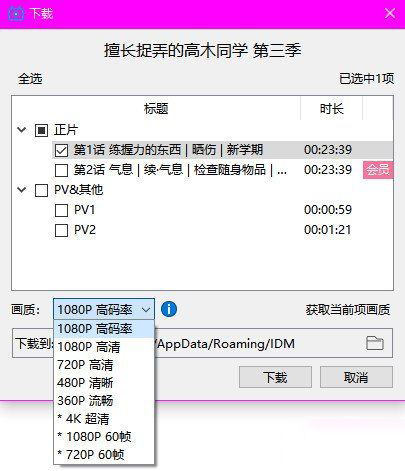 下载
擅长捉弄的高木同学 第三季
全选 已选中1项
标题 时长
正片
第1话 练握力的东西 | 晒伤 | 新学期 00:23:39
第2话 气息 | 续·气息 | 检查随身物品 | ... 00:23:39 会员
PV&其他
PV1 00:00:59
PV2 00:01:21
画质： 1080P 高码率 获取当前项画质
1080P 高码率
下载到: /AppData/Roaming/IDM
1080P 高清
720P 高清
480P 清晰
360P 流畅
* 4K 超清
* 1080P 60帧
* 720P 60帧
下载 取消